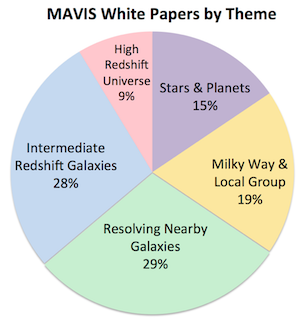 MAVIS White Papers by Theme
High
Redshift
Universe
9%
Stars & Planets
15%
Milky Way &
Local Group
19%
Resolving Nearby
Galaxies
29%
Intermediate
Redshift Galaxies
28%